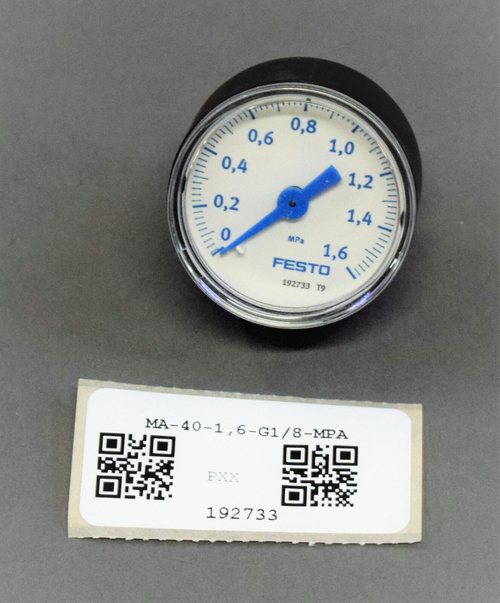 0
0,2
0,4
0,6
0,8
1,0
1,2
1,4
1,6
MPa
FESTO
192733 T9
MA-40-1,6-G1/8-MPA
PXX
192733